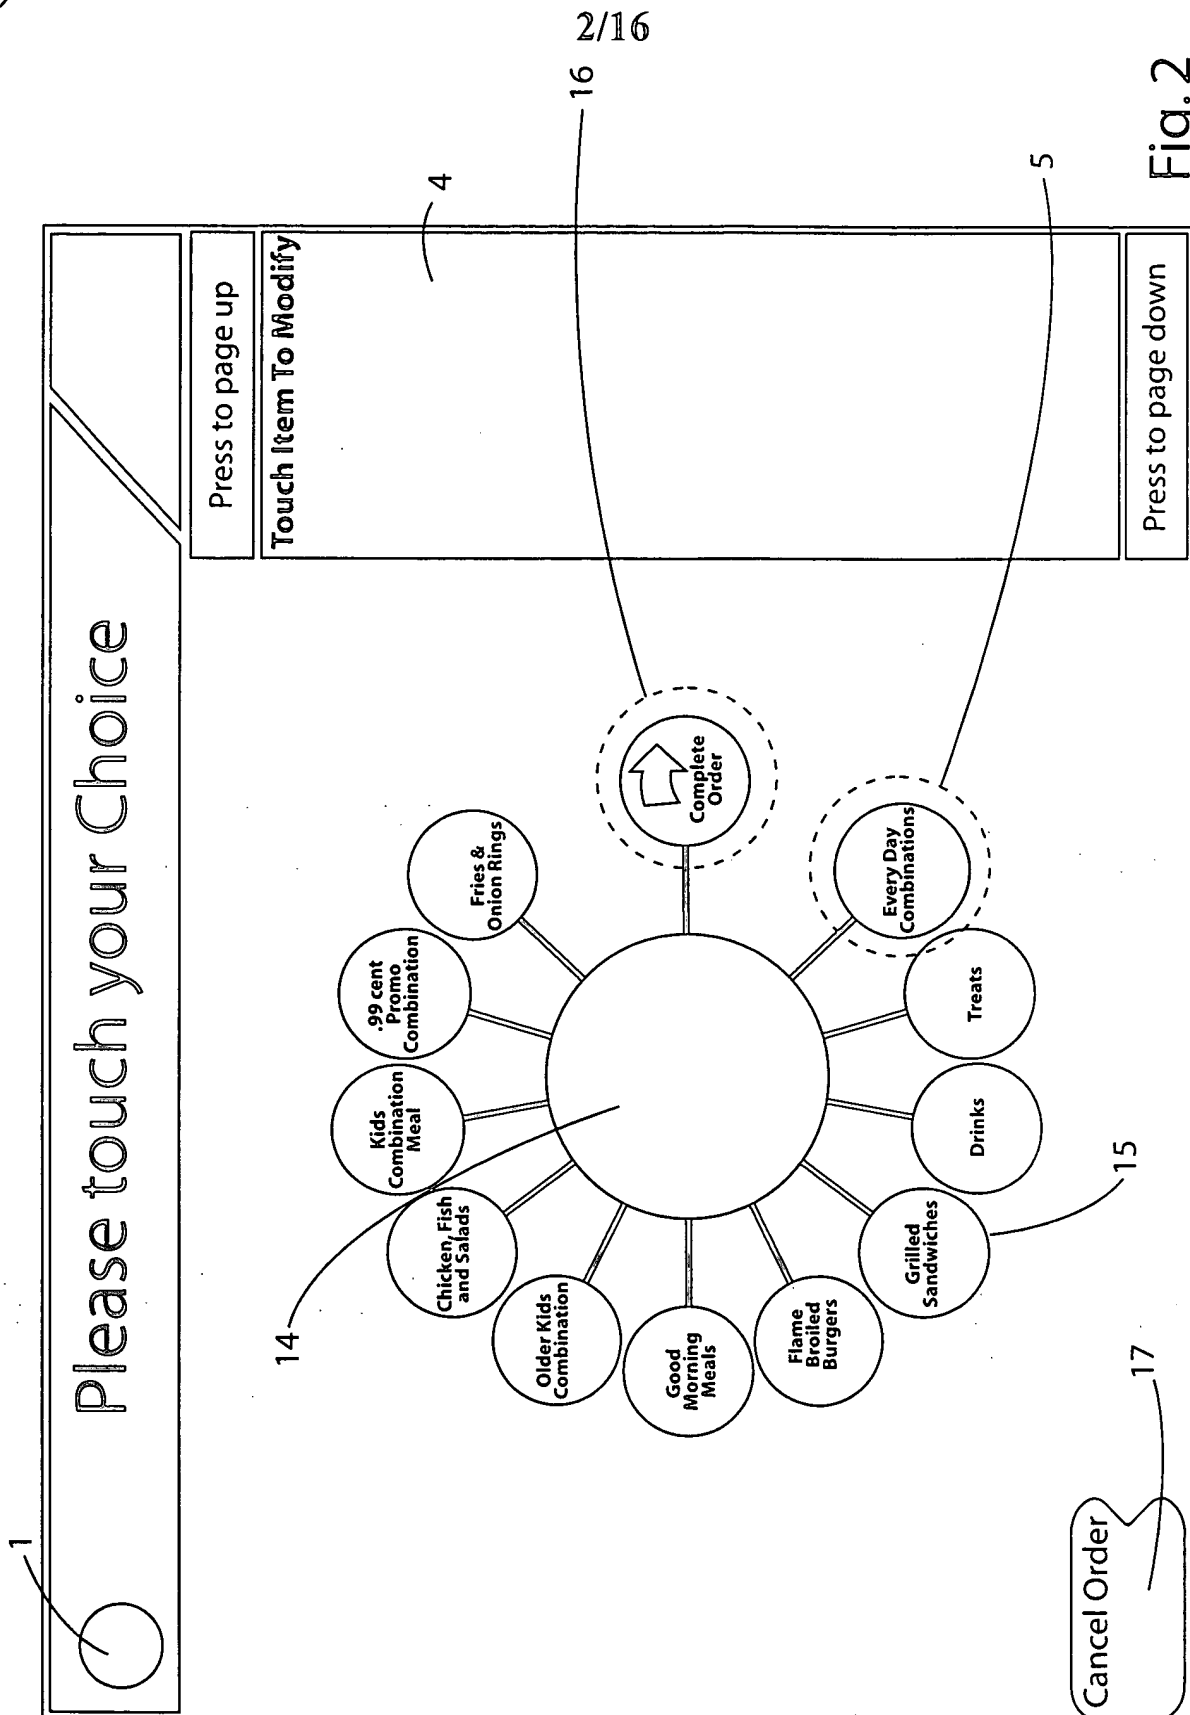 2/16
Fig. 2
1
Please touch your Choice
Press to page up
Touch Item To Modify
4
16
5
Press to page down
Fries &
Onion Rings
.99 cent
Promo
Combination
Kids
Combination
Meal
Chicken, Fish
and Salads
Older Kids
Combination
Good
Morning
Meals
Flame
Broiled
Burgers
Grilled
Sandwiches
Drinks
Treats
Every Day
Combinations
Complete
Order
14
15
17
Cancel Order